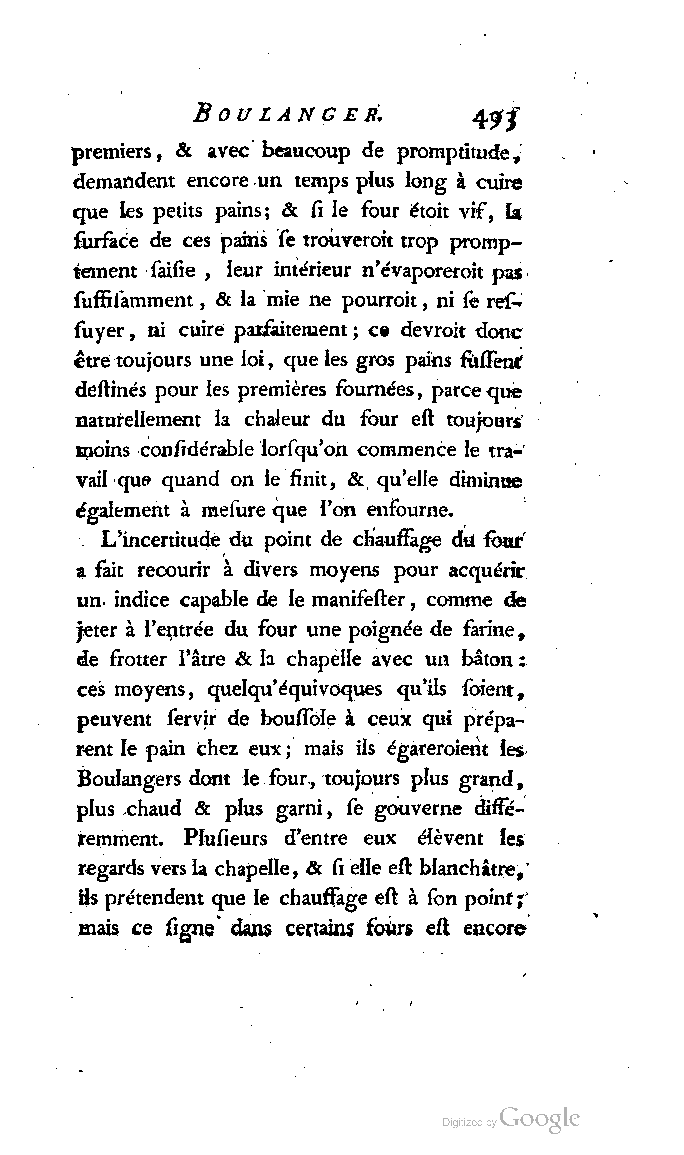 BOULANGER. 493
premiers, & avec beaucoup de promptitude,
demandent encore un temps plus long à cuire
que les petits pains; & ſi le four étoit vif, la
ſurface de ces pains ſe trouveroit trop promp-
tement ſaiſie, leur intérieur n'évaporeroit pas
ſuffiſamment, & la mie ne pourroit, ni ſe reſ-
ſuyer, ni cuire parfaitement; ce devroit donc
être toujours une loi, que les gros pains fuſſent
deſtinés pour les premières fournées, parce que
naturellement la chaleur du four eſt toujours
moins conſidérable lorſqu'on commence le tra-
vail que quand on le finit, & qu'elle diminue
également à meſure que l'on enfourne.
L'incertitude du point de chauffage du four
a fait recourir à divers moyens pour acquérir
un indice capable de le manifeſter, comme de
jeter à l'entrée du four une poignée de farine,
de frotter l'âtre & la chapelle avec un bâton:
ces moyens, quelqu'équivoques qu'ils ſoient,
peuvent ſervir de bouſſole à ceux qui prépa-
rent le pain chez eux; mais ils égareroient les
Boulangers dont le four, toujours plus grand,
plus chaud & plus garni, ſe gouverne diffé-
remment. Pluſieurs d'entre eux élèvent les
regards vers la chapelle, & ſi elle eſt blanchâtre,
ils prétendent que le chauffage eſt à ſon point;
mais ce ſigne dans certains fours eſt encore
Digitized by Google